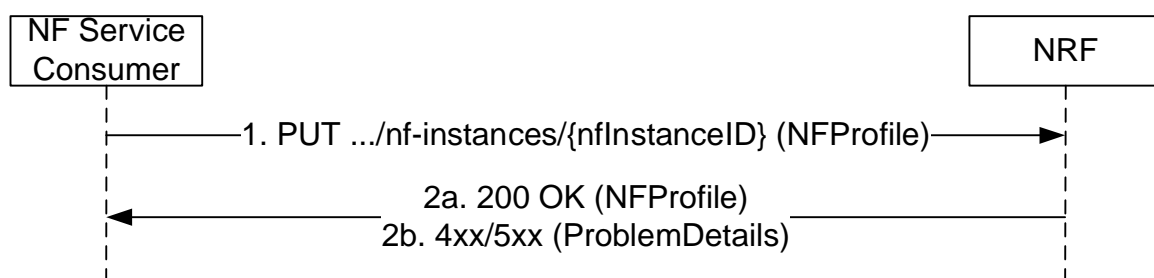 NF Service
Consumer
NRF
1. PUT .../nf-instances/{nfInstanceID} (NFProfile)
2a. 200 OK (NFProfile)
2b. 4xx/5xx (ProblemDetails)